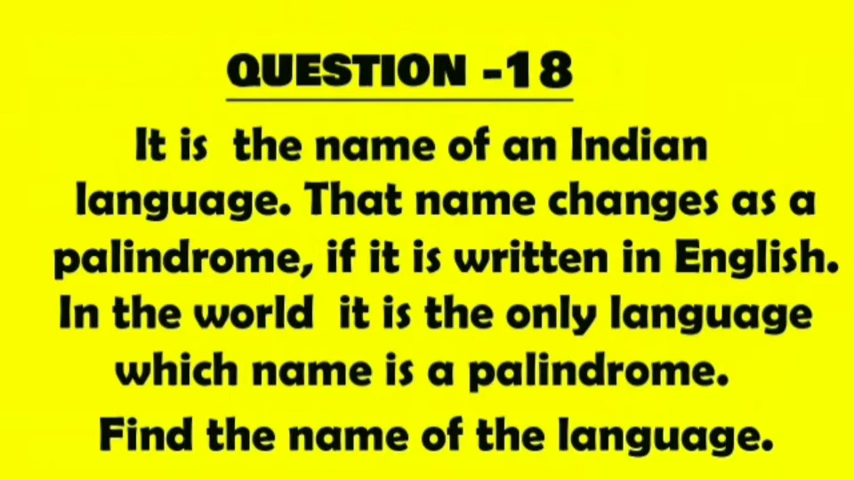 QUESTION -18
It is the name of an Indian
language. That name changes as a
palindrome, if it is written in English.
In the world it is the only language
which name is a palindrome.
Find the name of the language.